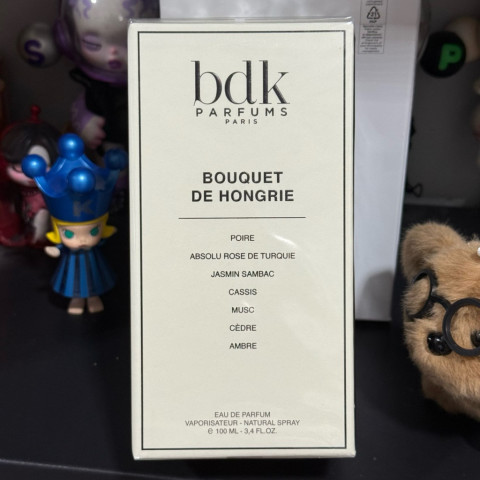 bdk
PARFUMS
PARIS
BOUQUET
DE HONGRIE
POIRE
ABSOLU ROSE DE TURQUIE
JASMIN SAMBAC
CASSIS
MUSC
CÈDRE
AMBRE
EAU DE PARFUM
VAPORISATEUR - NATURAL SPRAY
℮ 100 ML - 3,4 FL.OZ.
S
P